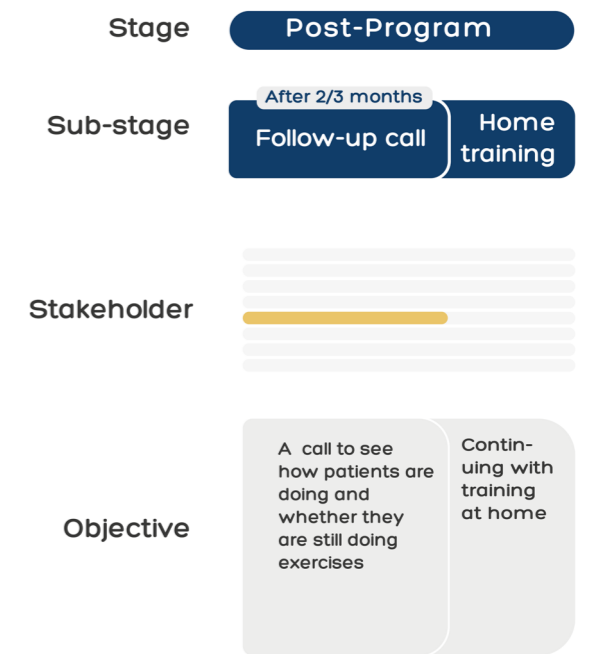 Stage
Post-Program
Sub-stage
After 2/3 months
Follow-up call
Home
training
Stakeholder
Objective
A call to see
how patients are
doing and
whether they
are still doing
exercises
Contin-
uing with
training
at home